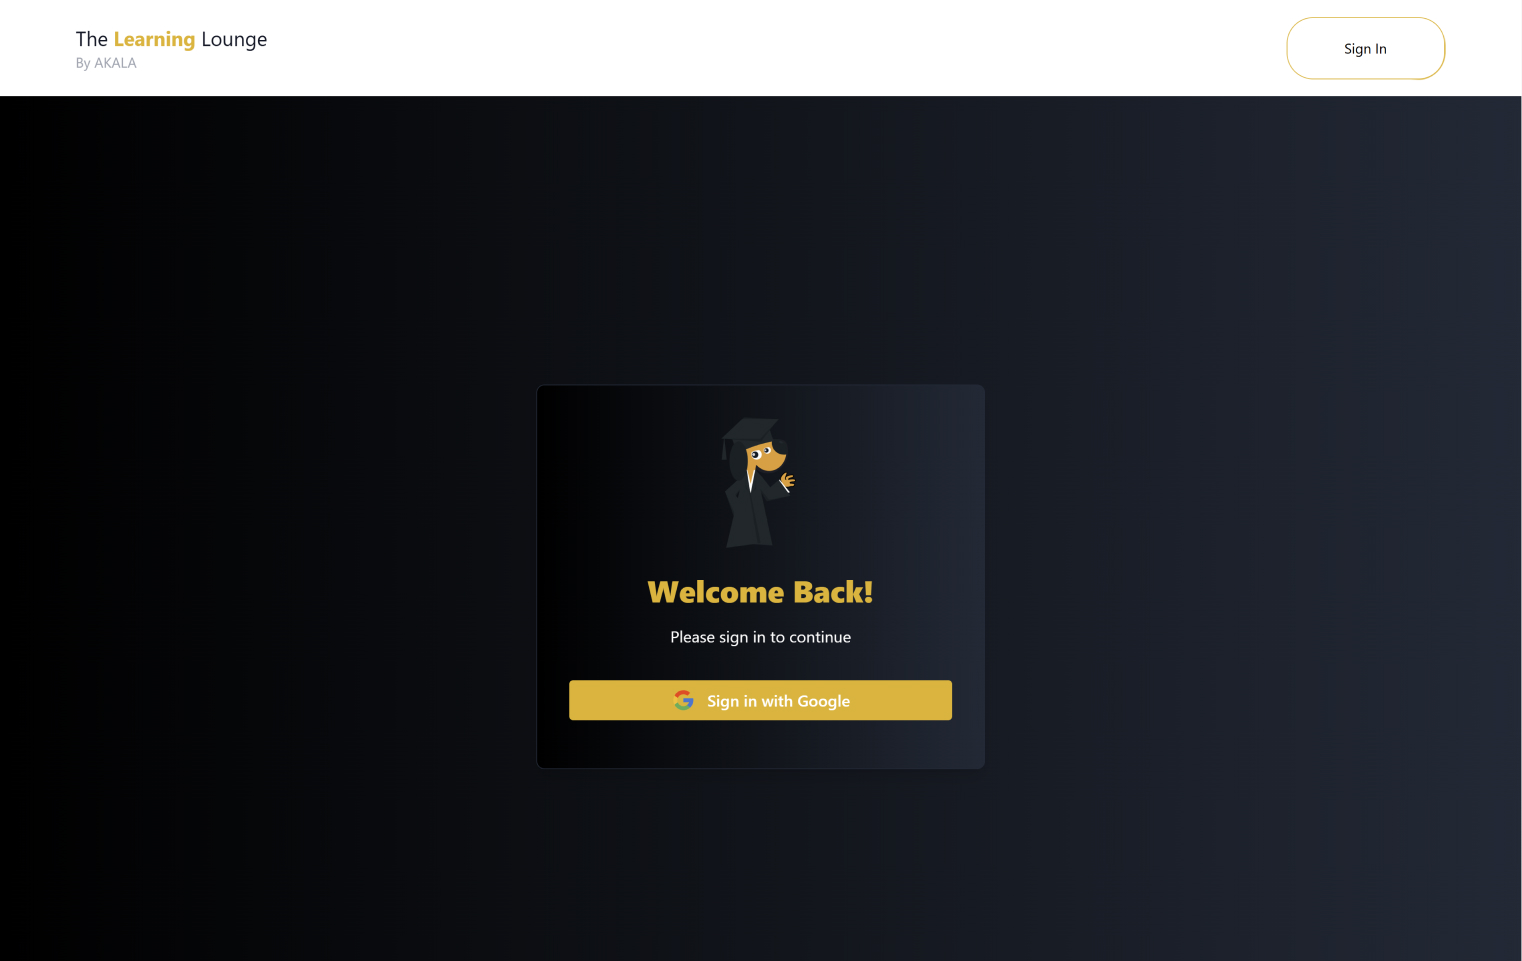 The Learning Lounge
By AKALA
Sign In
Welcome Back!
Please sign in to continue
Sign in with Google